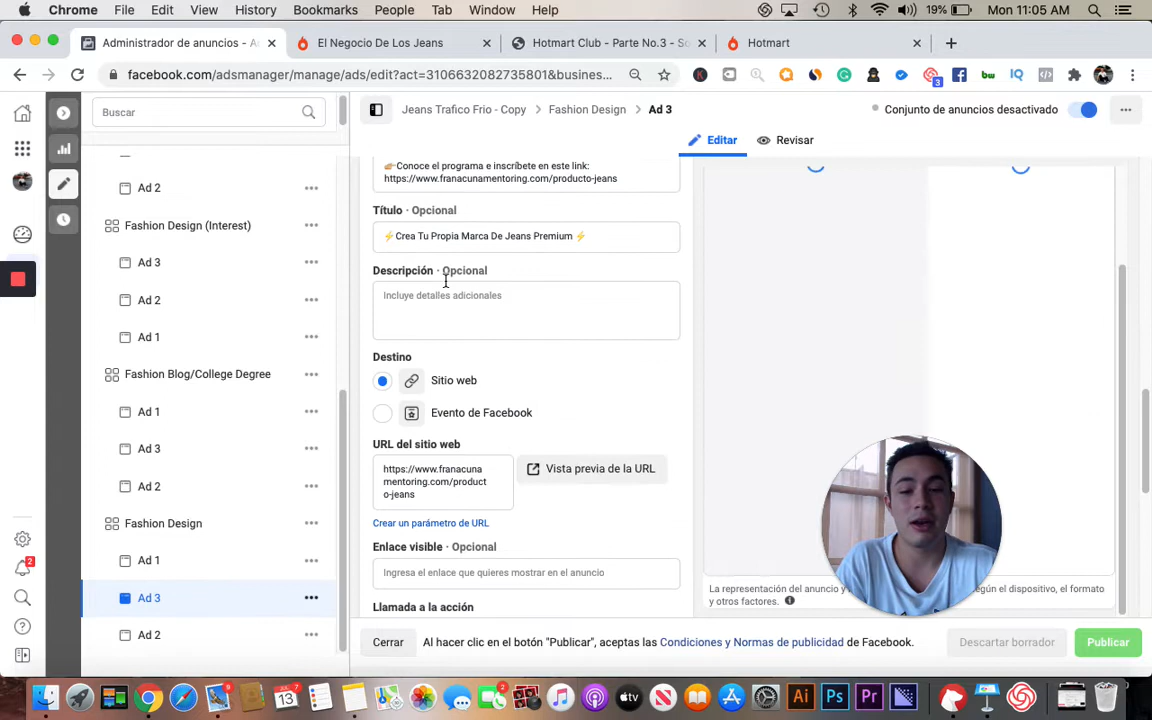 Chrome File Edit View History Bookmarks People Tab Window Help
19% Mon 11:05 AM
Administrador de anuncios - A
El Negocio De Los Jeans
Hotmart Club - Parte No.3 - So
Hotmart
facebook.com/adsmanager/manage/ads/edit?act=3106632082735801&busines...
Buscar
Jeans Trafico Frio - Copy
Fashion Design
Ad 3
Conjunto de anuncios desactivado
Editar
Revisar
Ad 2
Fashion Design (Interest)
Ad 3
Ad 2
Ad 1
Fashion Blog/College Degree
Ad 1
Ad 3
Ad 2
Fashion Design
Ad 1
Ad 3
Ad 2
👉🏼Conoce el programa e inscríbete en este link:
https://www.franacunamentoring.com/producto-jeans
Título · Opcional
⚡Crea Tu Propia Marca De Jeans Premium ⚡
Descripción · Opcional
Incluye detalles adicionales
Destino
Sitio web
Evento de Facebook
URL del sitio web
https://www.franacuna
mentoring.com/product
o-jeans
Vista previa de la URL
Crear un parámetro de URL
Enlace visible · Opcional
Ingresa el enlace que quieres mostrar en el anuncio
Llamada a la acción
La representación del anuncio y
según el dispositivo, el formato
y otros factores.
Cerrar
Al hacer clic en el botón "Publicar", aceptas las Condiciones y Normas de publicidad de Facebook.
Descartar borrador
Publicar